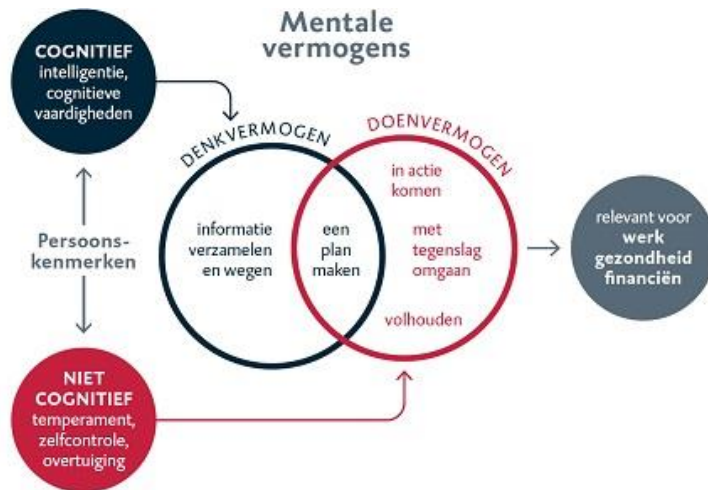 Mentale
vermogens
COGNITIEF
intelligentie,
cognitieve
vaardigheden
Persoons-
kenmerken
NIET
COGNITIEF
temperament,
zelfcontrole,
overtuiging
DENKVERMOGEN
informatie
verzamelen
en wegen
een
plan
maken
DOENVERMOGEN
in actie
komen
met
tegenslag
omgaan
volhouden
relevant voor
werk
gezondheid
financiën